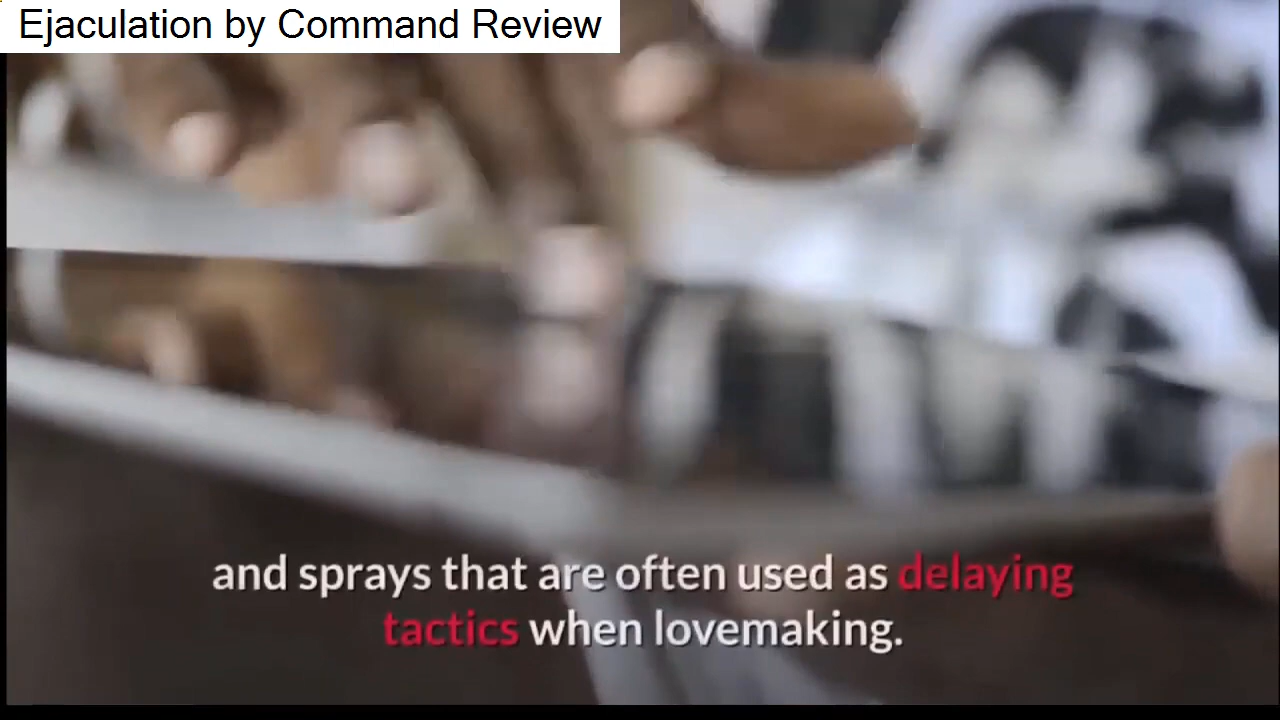 Ejaculation by Command Review
and sprays that are often used as delaying
tactics when lovemaking.